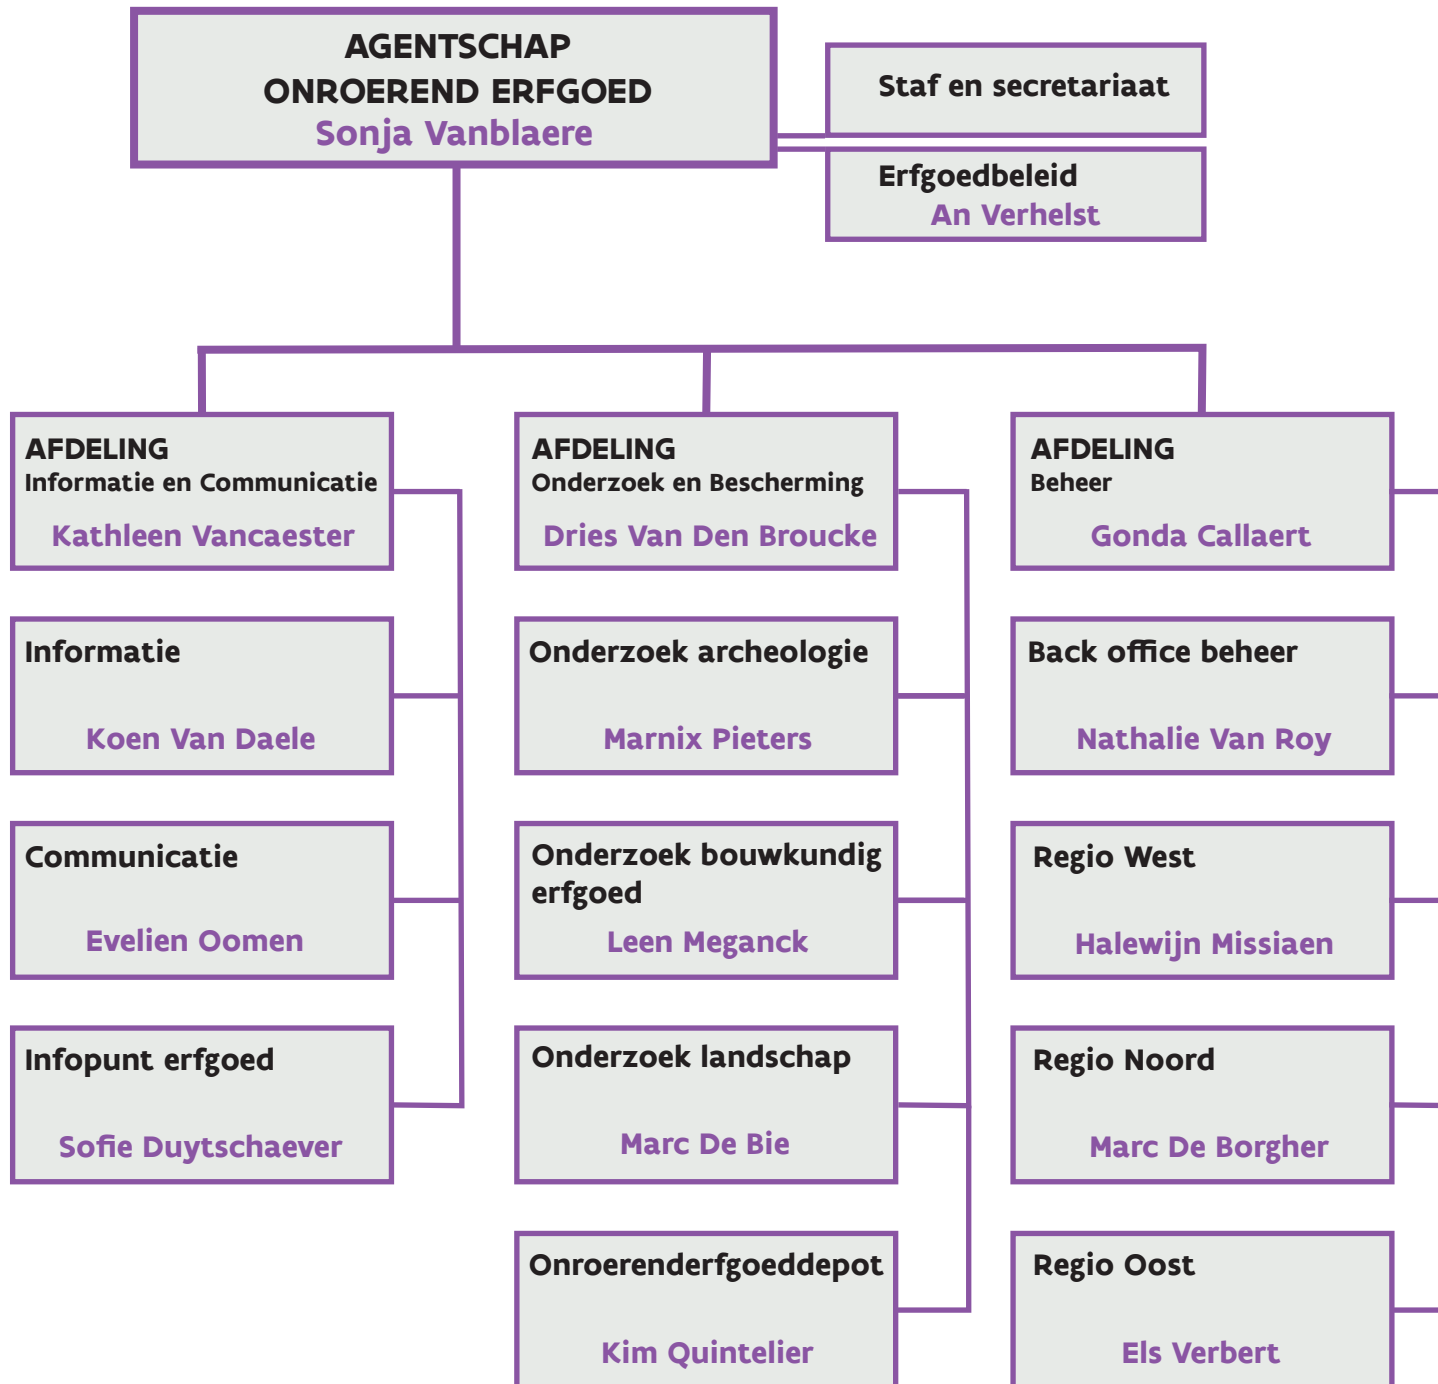 AGENTSCHAP
ONROEREND ERFGOED
Sonja Vanblaere
Staf en secretariaat
Erfgoedbeleid
An Verhelst
AFDELING
Informatie en Communicatie
Kathleen Vancaester
Informatie
Koen Van Daele
Communicatie
Evelien Oomen
Infopunt erfgoed
Sofie Duytschaever
AFDELING
Onderzoek en Bescherming
Dries Van Den Broucke
Onderzoek archeologie
Marnix Pieters
Onderzoek bouwkundig
erfgoed
Leen Meganck
Onderzoek landschap
Marc De Bie
Onroerenderfgoeddepot
Kim Quintelier
AFDELING
Beheer
Gonda Callaert
Back office beheer
Nathalie Van Roy
Regio West
Halewijn Missiaen
Regio Noord
Marc De Borgher
Regio Oost
Els Verbert